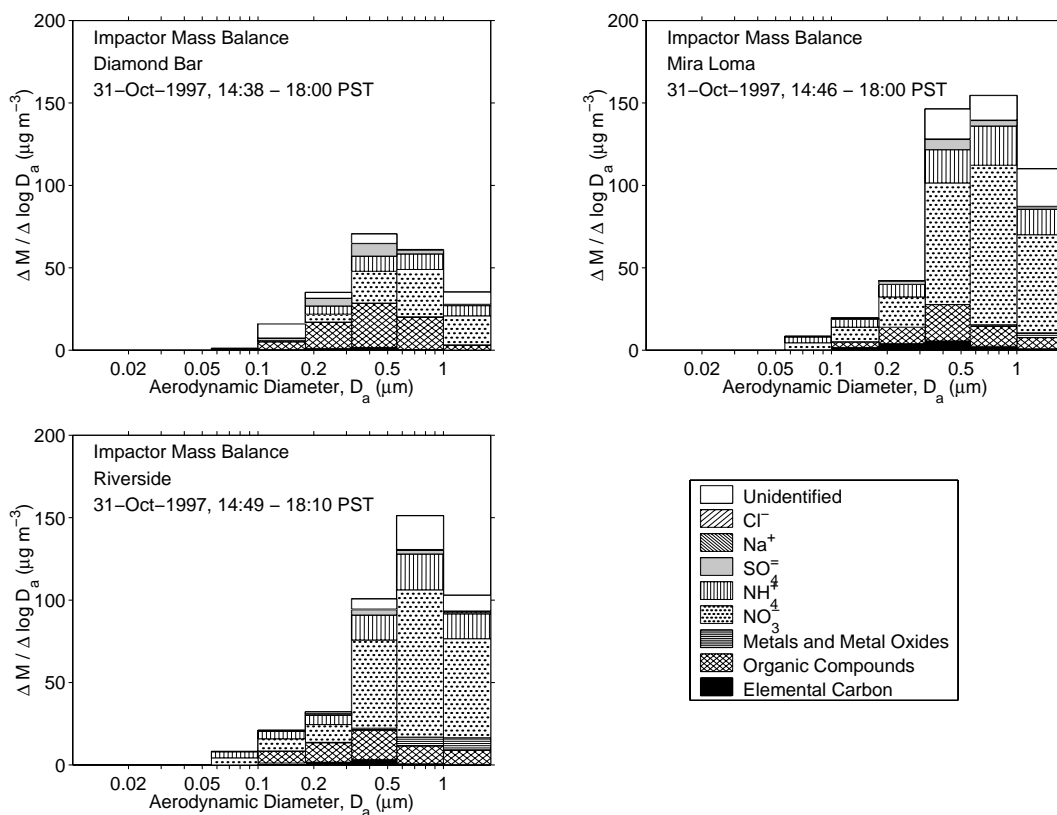 200
150
100
50
0
Δ M / Δ log D_a (μg m⁻³)
Impactor Mass Balance
Diamond Bar
31−Oct−1997, 14:38 − 18:00 PST
0.02 0.05 0.1 0.2 0.5 1
Aerodynamic Diameter, D_a (μm)
200
150
100
50
0
Δ M / Δ log D_a (μg m⁻³)
Impactor Mass Balance
Mira Loma
31−Oct−1997, 14:46 − 18:00 PST
0.02 0.05 0.1 0.2 0.5 1
Aerodynamic Diameter, D_a (μm)
200
150
100
50
0
Δ M / Δ log D_a (μg m⁻³)
Impactor Mass Balance
Riverside
31−Oct−1997, 14:49 − 18:10 PST
0.02 0.05 0.1 0.2 0.5 1
Aerodynamic Diameter, D_a (μm)
Unidentified
Cl⁻
Na⁺
SO₄⁼
NH₄⁺
NO₃⁻
Metals and Metal Oxides
Organic Compounds
Elemental Carbon